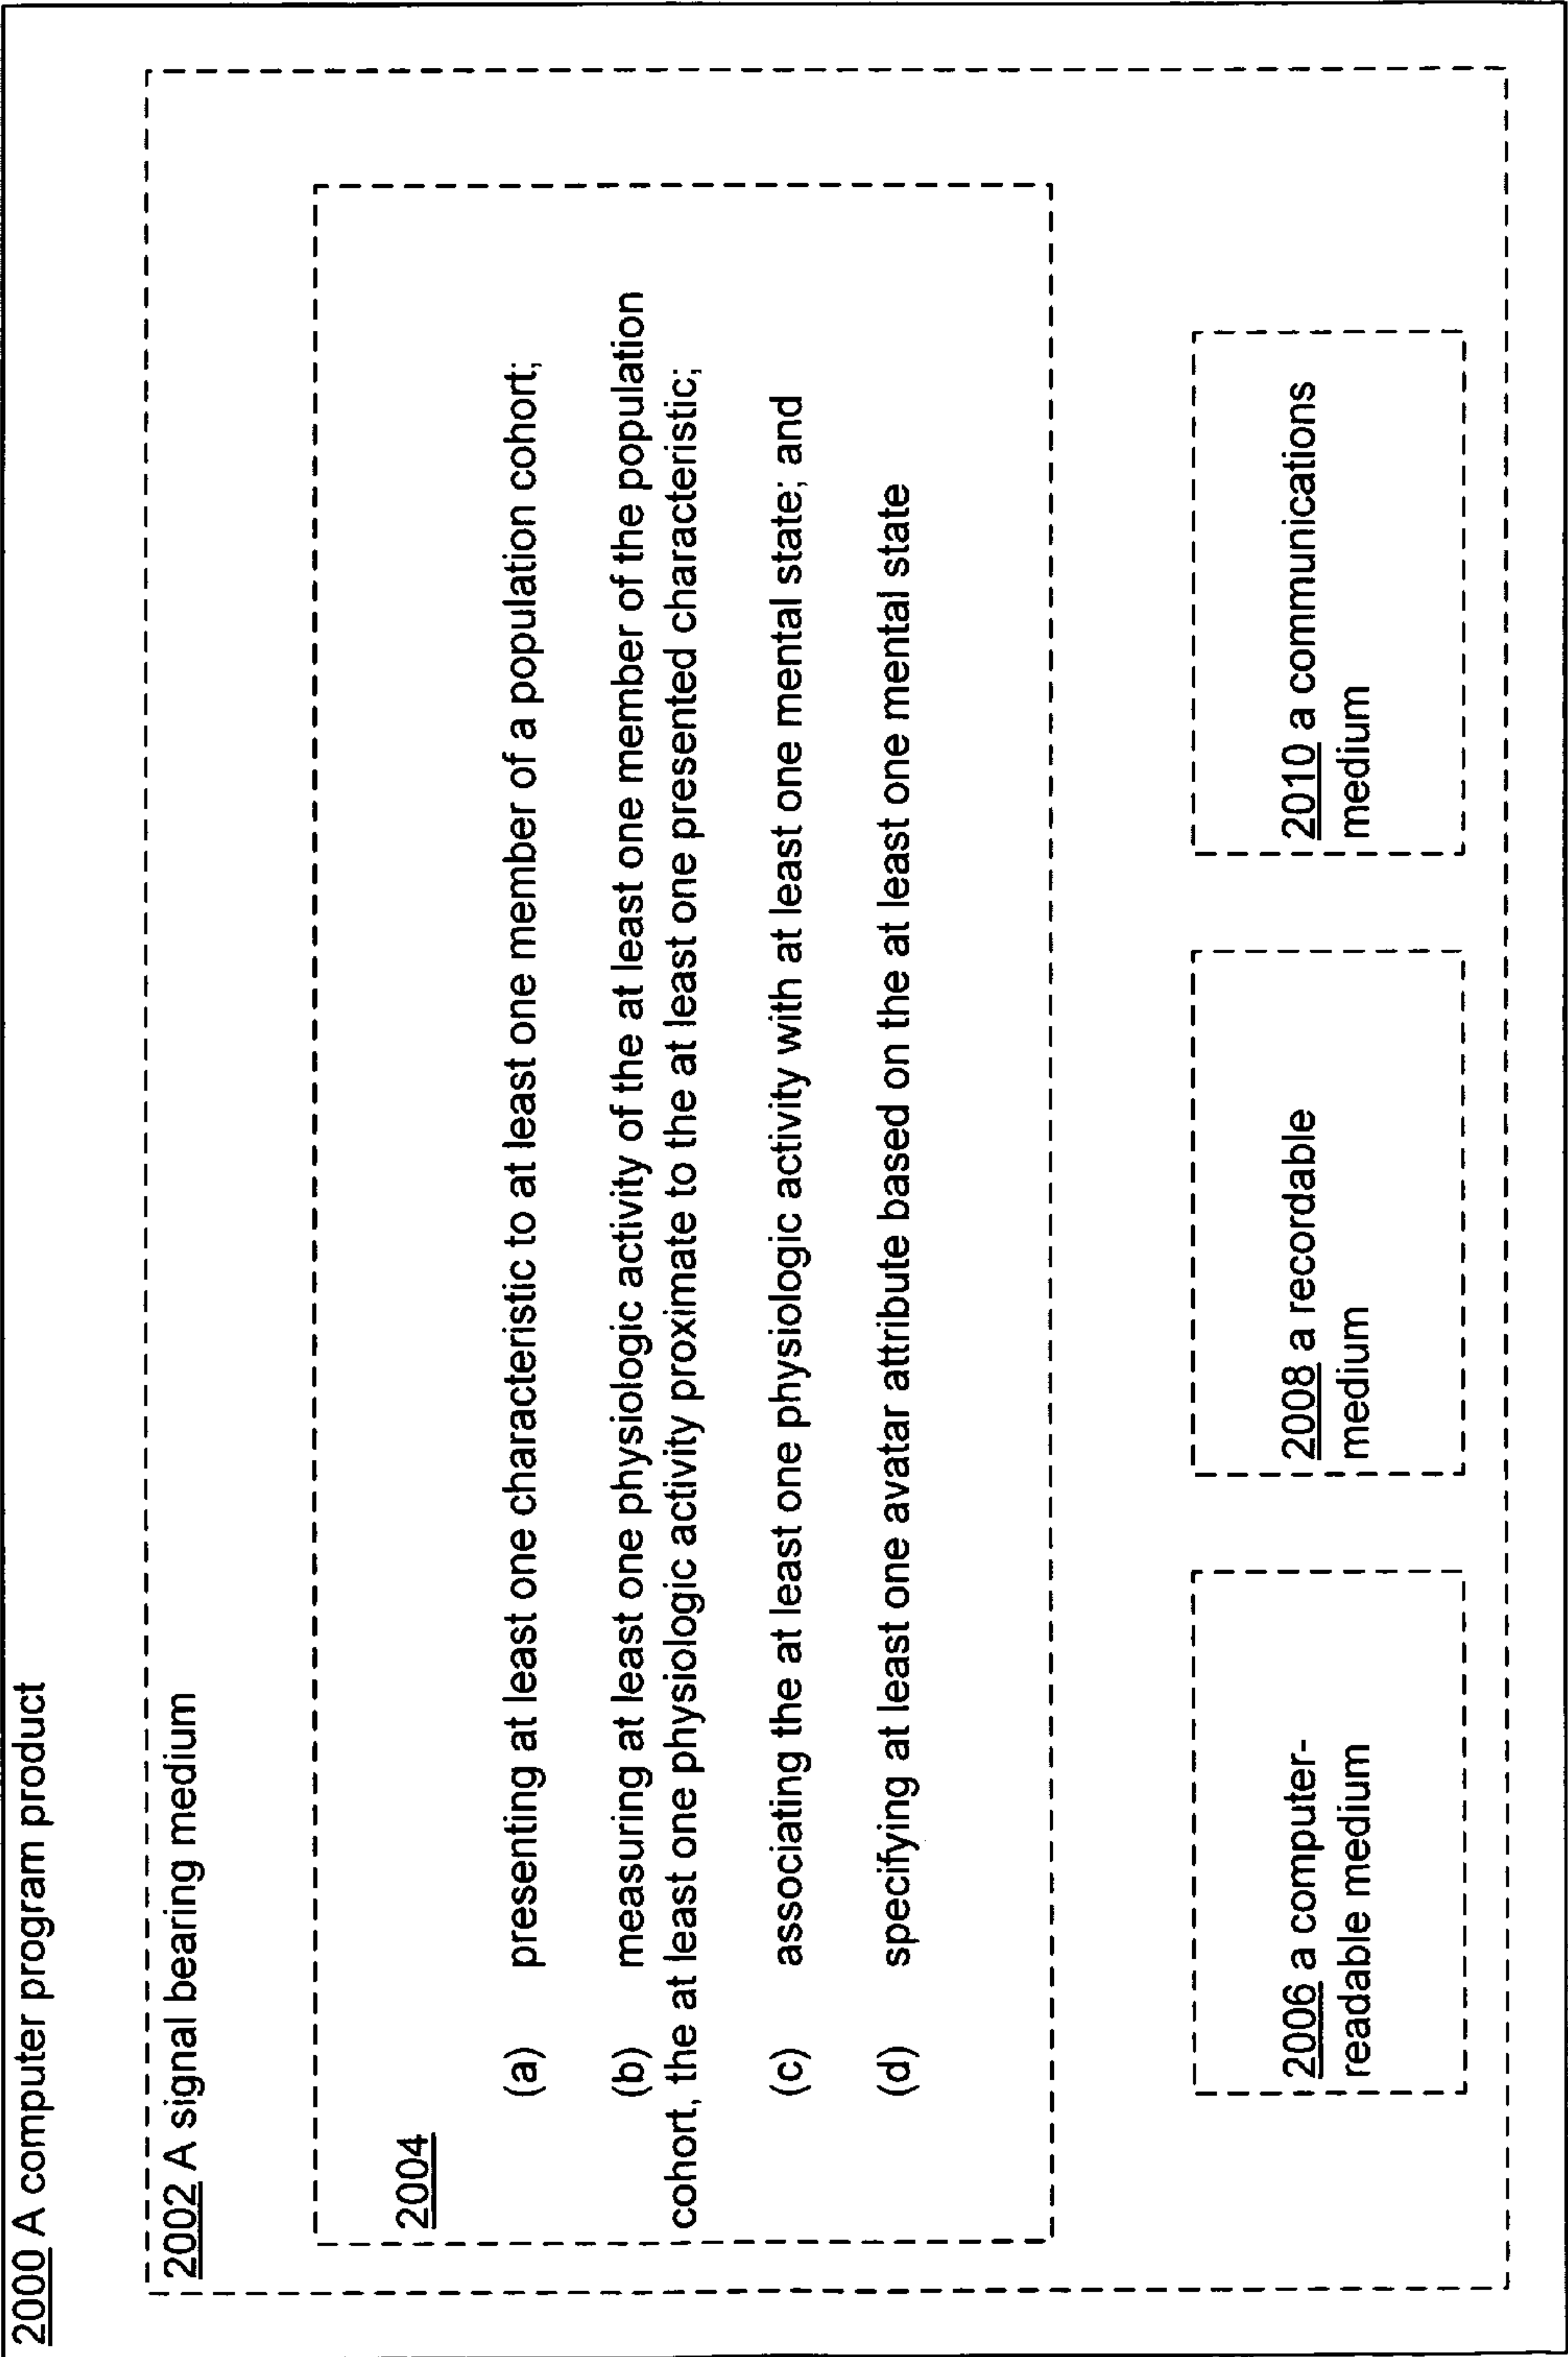 2000 A computer program product
2002 A signal bearing medium
2004
(a) presenting at least one characteristic to at least one member of a population cohort;
(b) measuring at least one physiologic activity of the at least one member of the population
cohort, the at least one physiologic activity proximate to the at least one presented characteristic;
(c) associating the at least one physiologic activity with at least one mental state; and
(d) specifying at least one avatar attribute based on the at least one mental state
2006 a computer-
readable medium
2008 a recordable
medium
2010 a communications
medium